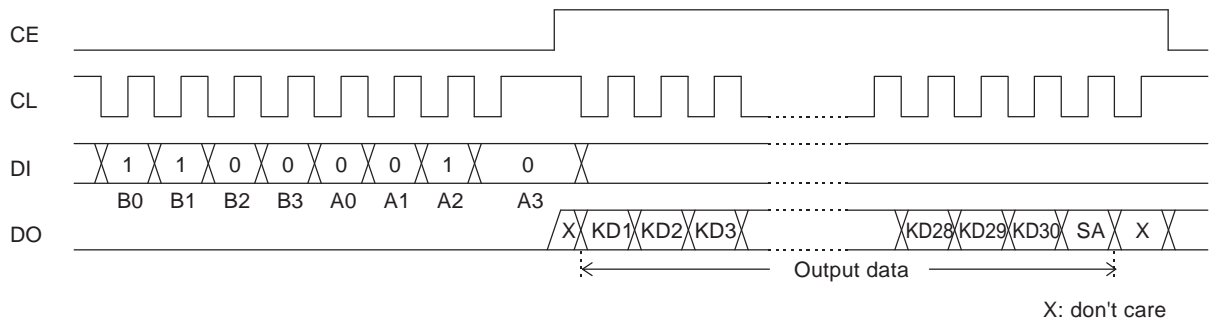 CE
CL
DI 1 1 0 0 0 0 1 0
B0 B1 B2 B3 A0 A1 A2 A3
DO X KD1 KD2 KD3 KD28 KD29 KD30 SA X
Output data
X: don't care